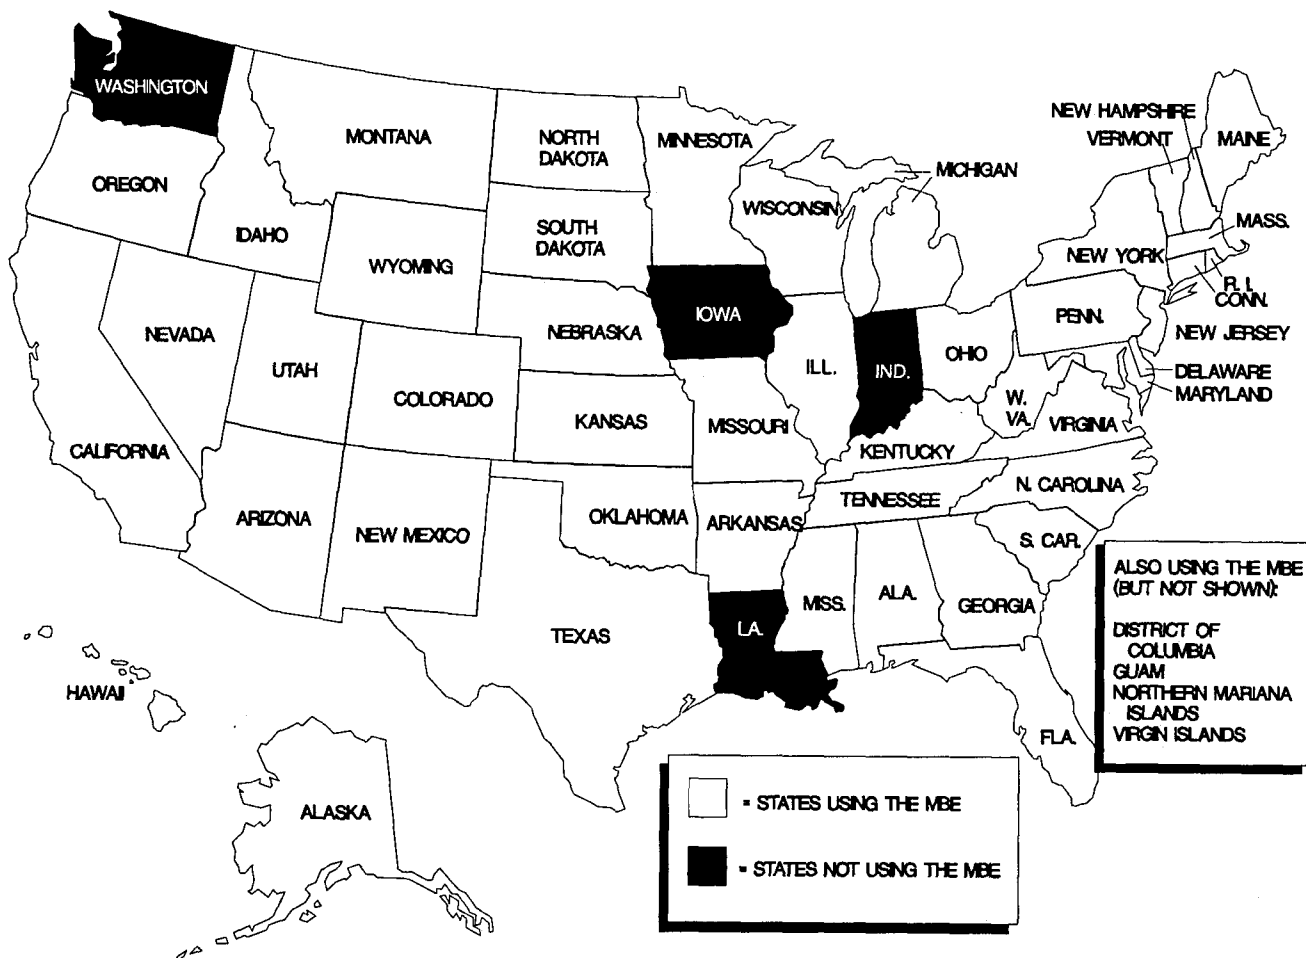 WASHINGTON
MONTANA
NORTH
DAKOTA
MINNESOTA
NEW HAMPSHIRE
VERMONT
MAINE
OREGON
IDAHO
WYOMING
SOUTH
DAKOTA
WISCONSIN
MICHIGAN
NEW YORK
MASS.
R. I.
CONN.
NEVADA
UTAH
COLORADO
NEBRASKA
IOWA
ILL.
IND.
OHIO
PENN.
NEW JERSEY
DELAWARE
MARYLAND
W.
VA.
VIRGINIA
CALIFORNIA
KANSAS
MISSOURI
KENTUCKY
ARIZONA
NEW MEXICO
OKLAHOMA
ARKANSAS
TENNESSEE
N. CAROLINA
S. CAR.
TEXAS
LA.
MISS.
ALA.
GEORGIA
FLA.
HAWAII
ALASKA
ALSO USING THE MBE
(BUT NOT SHOWN):
DISTRICT OF
COLUMBIA
GUAM
NORTHERN MARIANA
ISLANDS
VIRGIN ISLANDS
= STATES USING THE MBE
= STATES NOT USING THE MBE